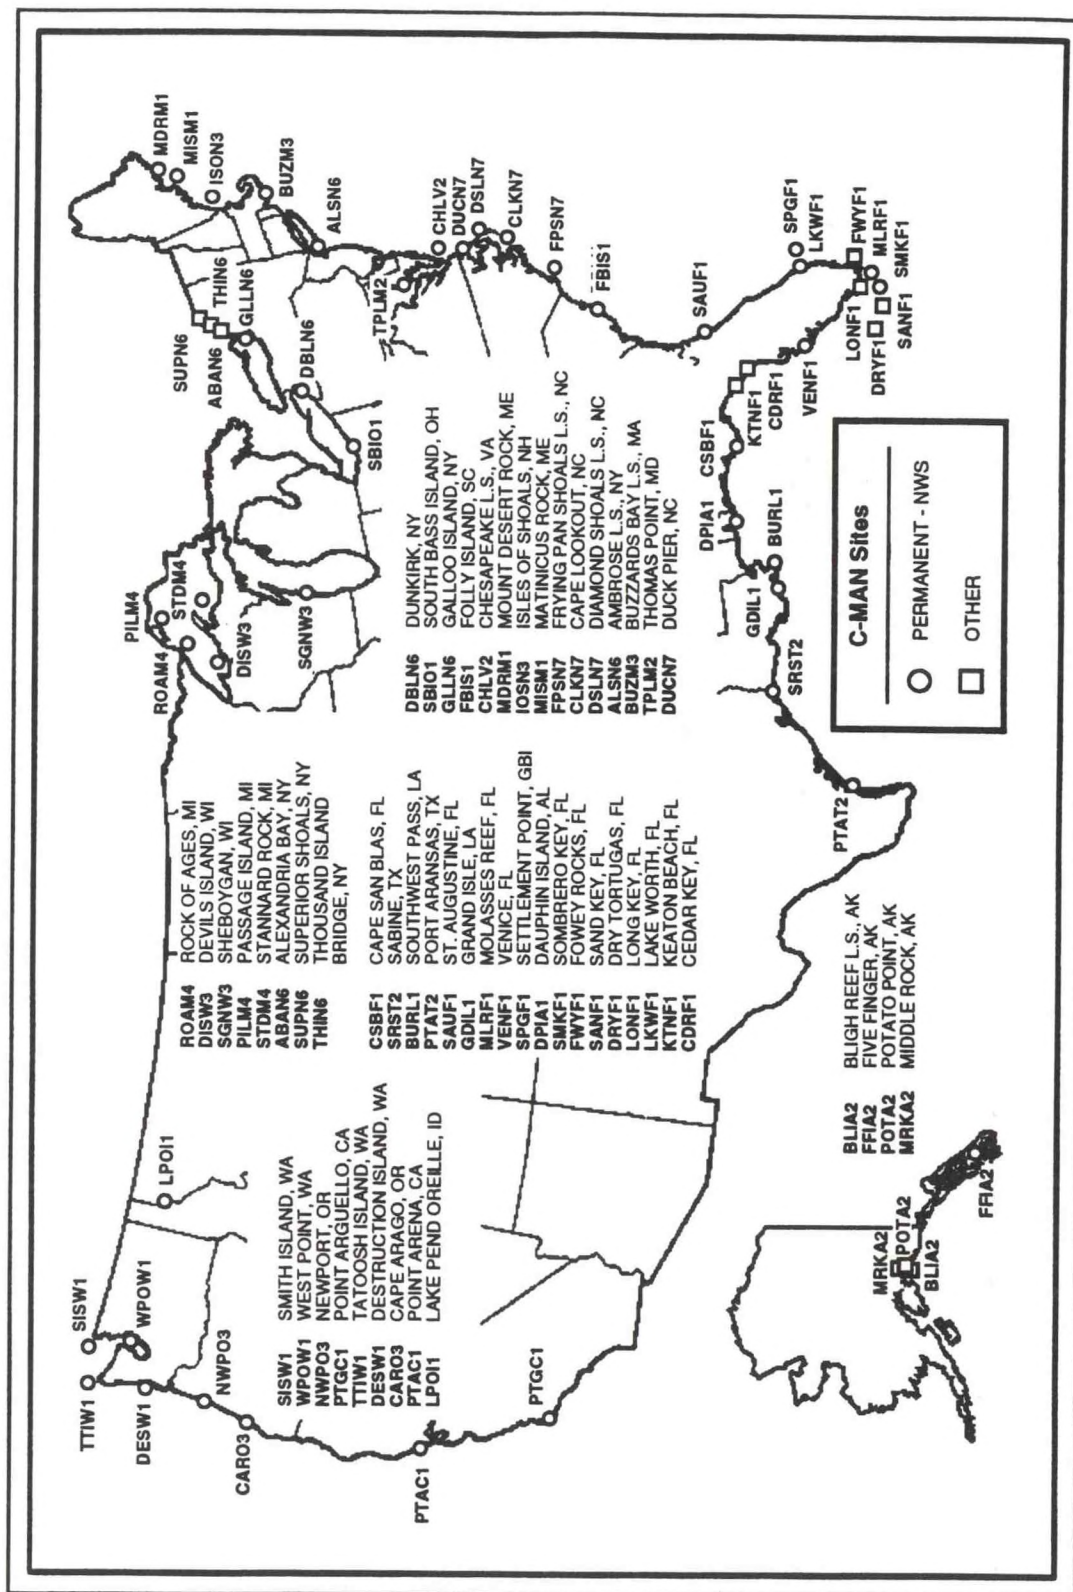 TTIW1
SISW1
WPOW1
DESW1
NWPO3
CARO3
PTAC1
PTGC1
LPOI1
SISW1 SMITH ISLAND, WA
WPOW1 WEST POINT, WA
NWPO3 NEWPORT, OR
PTGC1 POINT ARGUELLO, CA
TTIW1 TATOOSH ISLAND, WA
DESW1 DESTRUCTION ISLAND, WA
CARO3 CAPE ARAGO, OR
PTAC1 POINT ARENA, CA
LPOI1 LAKE PEND OREILLE, ID
ROAM4 ROCK OF AGES, MI
DISW3 DEVILS ISLAND, WI
SGNW3 SHEBOYGAN, WI
PILM4 PASSAGE ISLAND, MI
STDM4 STANNARD ROCK, MI
ABAN6 ALEXANDRIA BAY, NY
SUPN6 SUPERIOR SHOALS, NY
THIN6 THOUSAND ISLAND
BRIDGE, NY
CSBF1 CAPE SAN BLAS, FL
SRST2 SABINE, TX
BURL1 SOUTHWEST PASS, LA
PTAT2 PORT ARANSAS, TX
SAUF1 ST. AUGUSTINE, FL
GDIL1 GRAND ISLE, LA
MLRF1 MOLASSES REEF, FL
VENF1 VENICE, FL
SPGF1 SETTLEMENT POINT, GBI
DPIA1 DAUPHIN ISLAND, AL
SMKF1 SOMBRERO KEY, FL
FWYF1 FOWEY ROCKS, FL
SANF1 SAND KEY, FL
DRYF1 DRY TORTUGAS, FL
LONF1 LONG KEY, FL
LKWF1 LAKE WORTH, FL
KTNF1 KEATON BEACH, FL
CDRF1 CEDAR KEY, FL
DBLN6 DUNKIRK, NY
SBIO1 SOUTH BASS ISLAND, OH
GLLN6 GALLOO ISLAND, NY
FBIS1 FOLLY ISLAND, SC
CHLV2 CHESAPEAKE L.S., VA
MDRM1 MOUNT DESERT ROCK, ME
IOSN3 ISLES OF SHOALS, NH
MISM1 MATINICUS ROCK, ME
FPSN7 FRYING PAN SHOALS L.S., NC
CLKN7 CAPE LOOKOUT, NC
DSLN7 DIAMOND SHOALS L.S., NC
ALSN6 AMBROSE L.S., NY
BUZM3 BUZZARDS BAY L.S., MA
TPLM2 THOMAS POINT, MD
DUCN7 DUCK PIER, NC
PILM4
ROAM4
STDM4
DISW3
SGNW3
SUPN6
THIN6
ABAN6
GLLN6
DBLN6
SBIO1
MDRM1
MISM1
ISON3
BUZM3
ALSN6
TPLM2
CHLV2
DUCN7
DSLN7
CLKN7
FPSN7
FBIS1
SAUF1
SPGF1
LKWF1
FWYF1
MLRF1
SMKF1
LONF1
SANF1
DRYF1
VENF1
CDRF1
KTNF1
CSBF1
DPIA1
BURL1
GDIL1
SRST2
PTAT2
MRKA2
POTA2
BLIA2
FFIA2
BLIA2 BLIGH REEF L.S., AK
FFIA2 FIVE FINGER, AK
POTA2 POTATO POINT, AK
MRKA2 MIDDLE ROCK, AK
C-MAN Sites
PERMANENT - NWS
OTHER